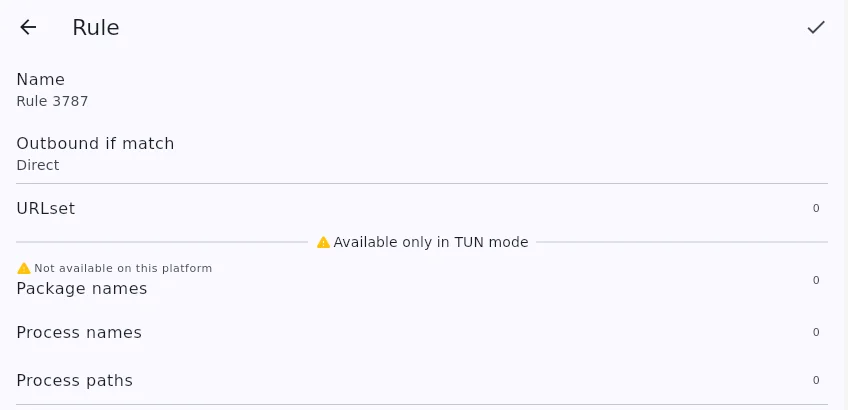 Rule
Name
Rule 3787
Outbound if match
Direct
URLset
0
Available only in TUN mode
Not available on this platform
Package names
0
Process names
0
Process paths
0